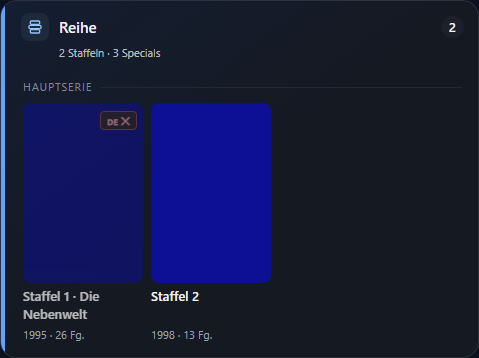 Reihe
2
2 Staffeln · 3 Specials
HAUPTSERIE
DE ✕
Staffel 1 · Die
Nebenwelt
1995 · 26 Fg.
Staffel 2
1998 · 13 Fg.